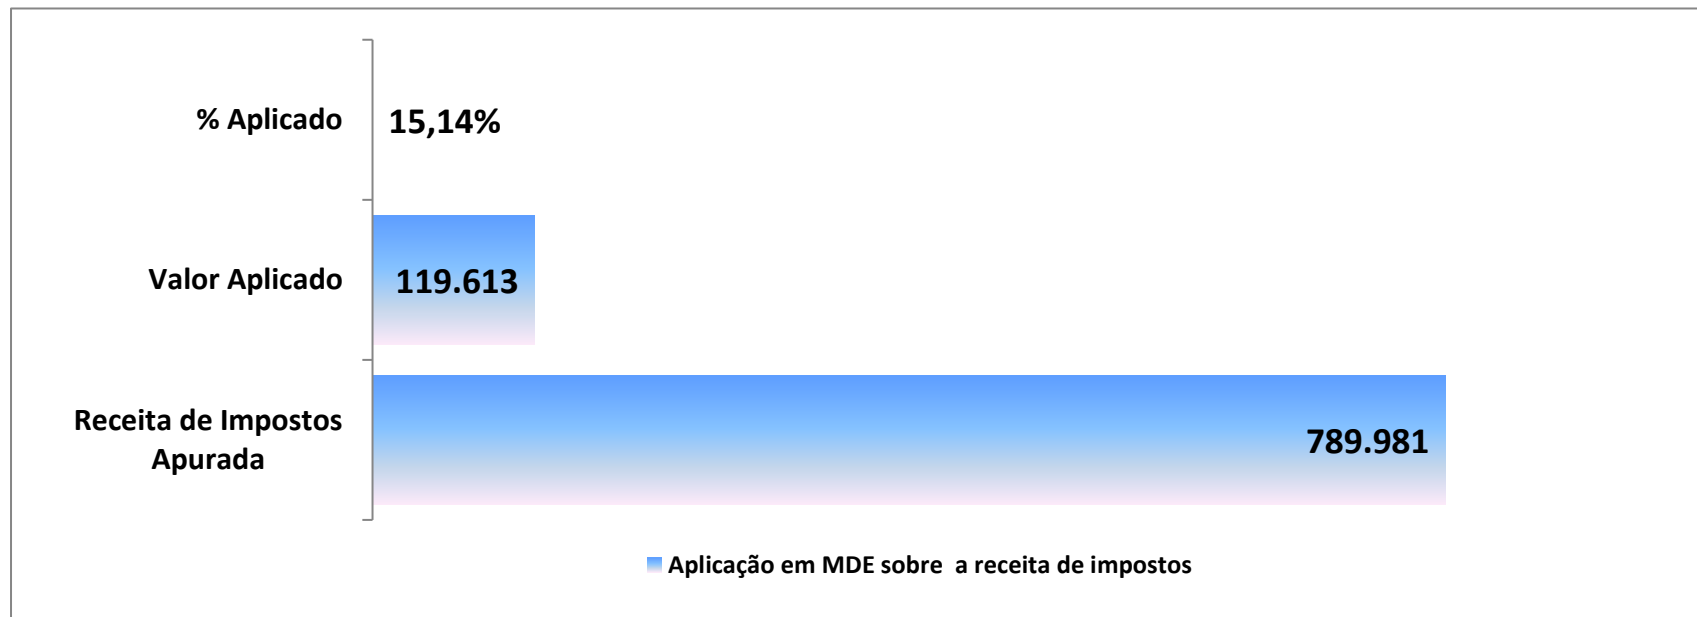 % Aplicado
15,14%
Valor Aplicado
119.613
Receita de Impostos
Apurada
789.981
Aplicação em MDE sobre  a receita de impostos